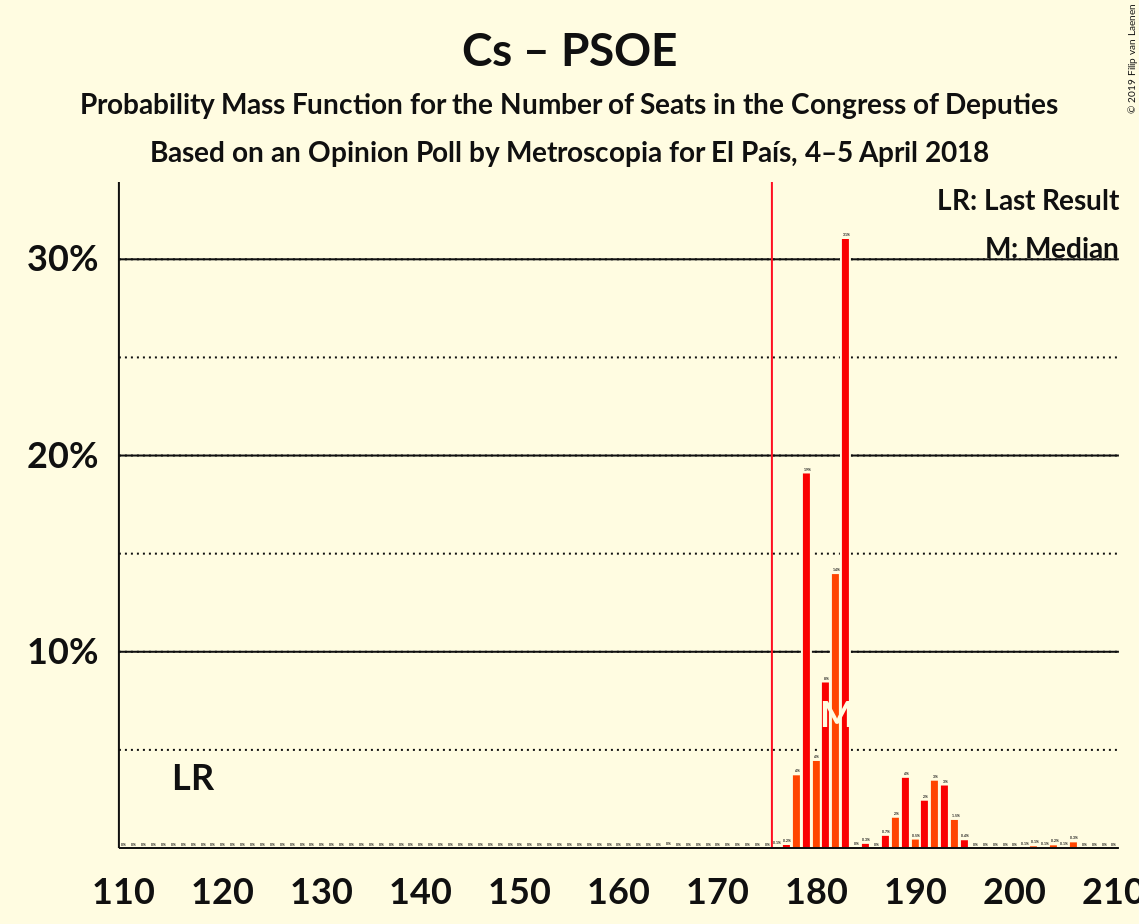 Cs – PSOE
Probability Mass Function for the Number of Seats in the Congress of Deputies
Based on an Opinion Poll by Metroscopia for El País, 4–5 April 2018
© 2019 Filip van Laenen
LR: Last Result
M: Median
30%
20%
10%
LR
M
110 120 130 140 150 160 170 180 190 200 210